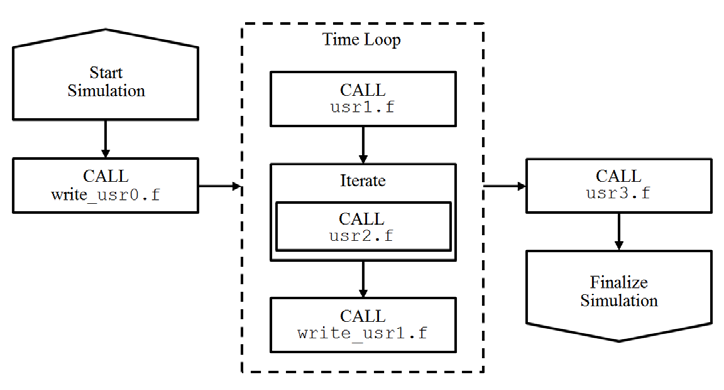 Start
Simulation
CALL
write_usr0.f
Time Loop
CALL
usr1.f
Iterate
CALL
usr2.f
CALL
write_usr1.f
CALL
usr3.f
Finalize
Simulation